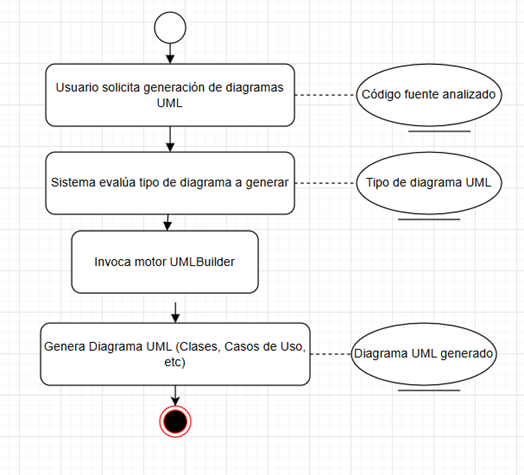 Usuario solicita generación de diagramas
UML
Código fuente analizado
Sistema evalúa tipo de diagrama a generar
Tipo de diagrama UML
Invoca motor UMLBuilder
Genera Diagrama UML (Clases, Casos de Uso,
etc)
Diagrama UML generado